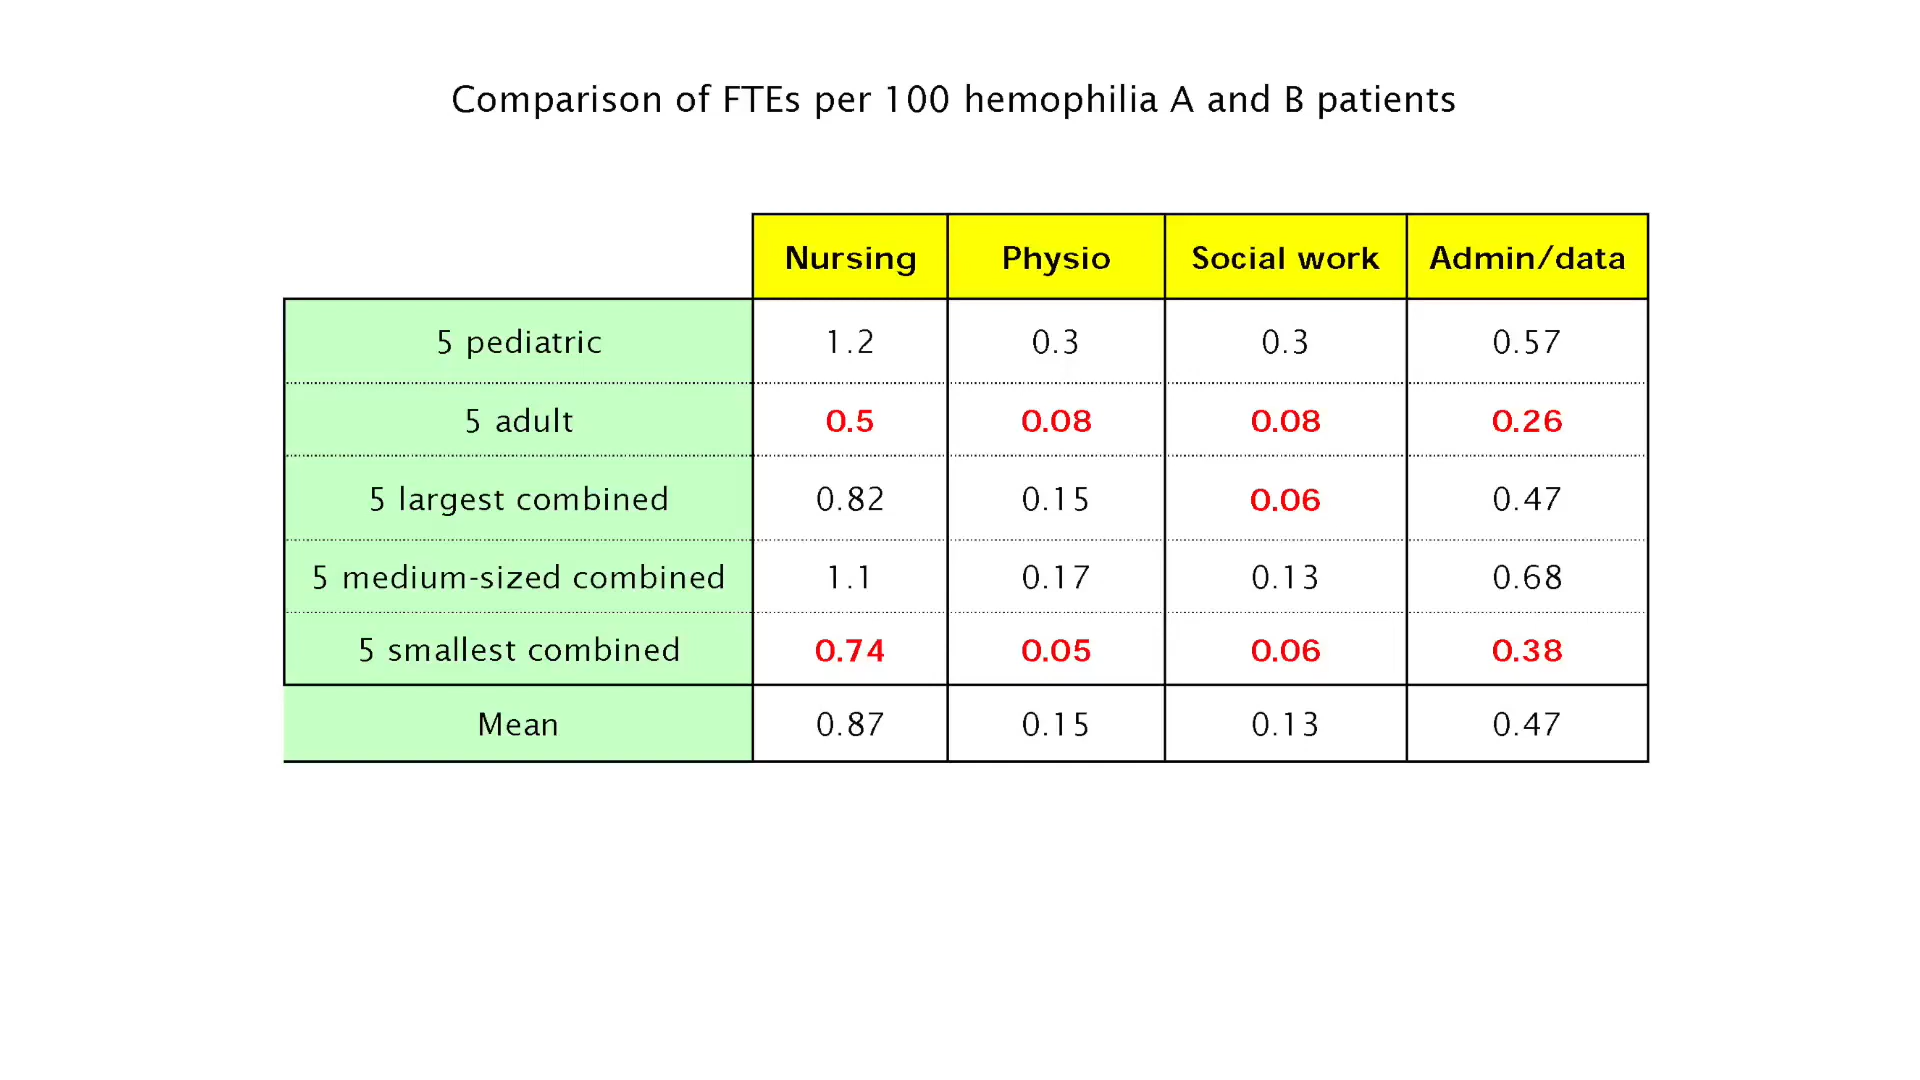 Comparison of FTEs per 100 hemophilia A and B patients
Nursing Physio Social work Admin/data
5 pediatric 1.2 0.3 0.3 0.57
5 adult 0.5 0.08 0.08 0.26
5 largest combined 0.82 0.15 0.06 0.47
5 medium-sized combined 1.1 0.17 0.13 0.68
5 smallest combined 0.74 0.05 0.06 0.38
Mean 0.87 0.15 0.13 0.47